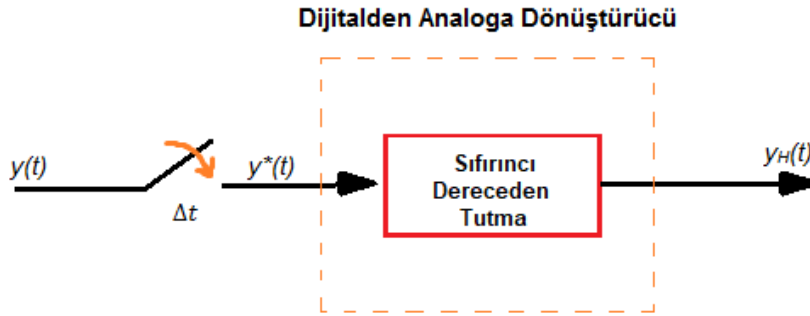 Dijitalden Analoga Dönüştürücü
y(t)
Δt
y*(t)
Sıfırıncı
Dereceden
Tutma
yH(t)